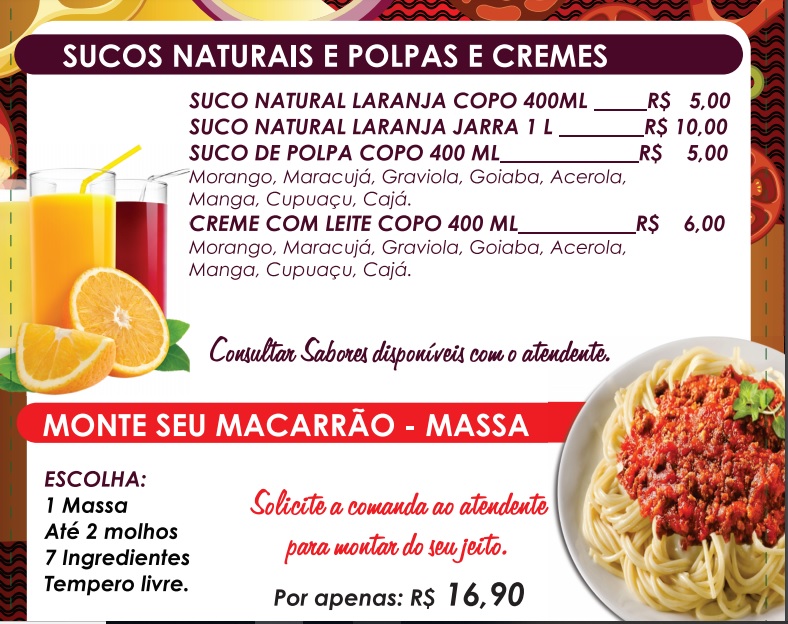 SUCOS NATURAIS E POLPAS E CREMES
SUCO NATURAL LARANJA COPO 400ML _____R$ 5,00
SUCO NATURAL LARANJA JARRA 1 L ________R$ 10,00
SUCO DE POLPA COPO 400 ML_____________R$ 5,00
Morango, Maracujá, Graviola, Goiaba, Acerola,
Manga, Cupuaçu, Cajá.
CREME COM LEITE COPO 400 ML___________R$ 6,00
Morango, Maracujá, Graviola, Goiaba, Acerola,
Manga, Cupuaçu, Cajá.
Consultar Sabores disponíveis com o atendente.
MONTE SEU MACARRÃO - MASSA
ESCOLHA:
1 Massa
Até 2 molhos
7 Ingredientes
Tempero livre.
Solicite a comanda ao atendente
para montar do seu jeito.
Por apenas: R$ 16,90